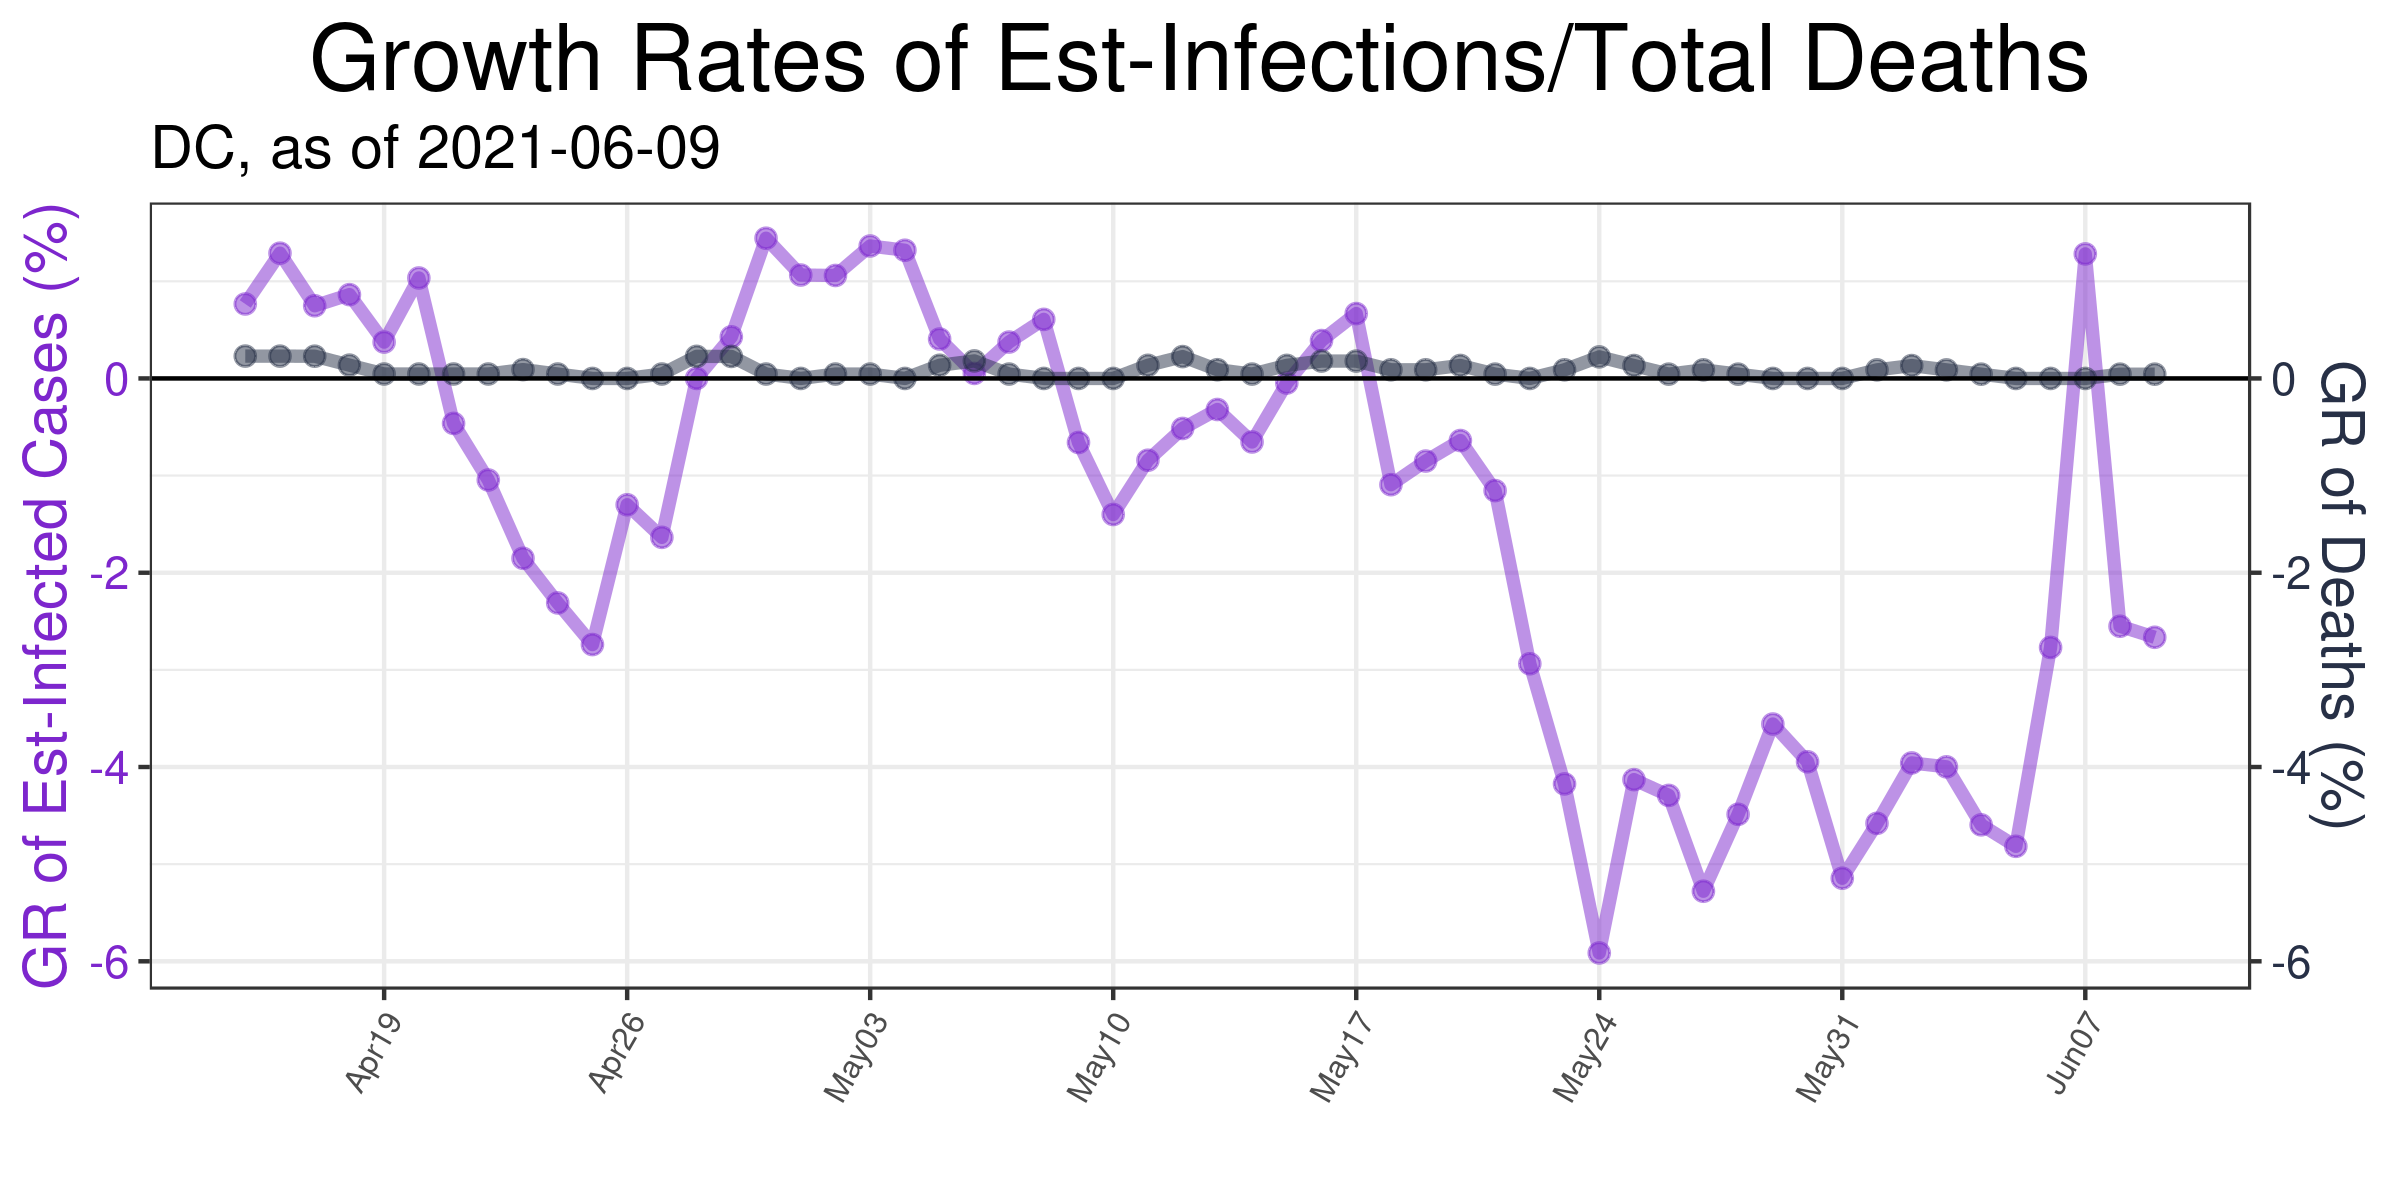 Growth Rates of Est-Infections/Total Deaths
DC, as of 2021-06-09
GR of Est-Infected Cases (%)
0
-2
-4
-6
0
-2
-4
-6
GR of Deaths (%)
Apr19
Apr26
May03
May10
May17
May24
May31
Jun07